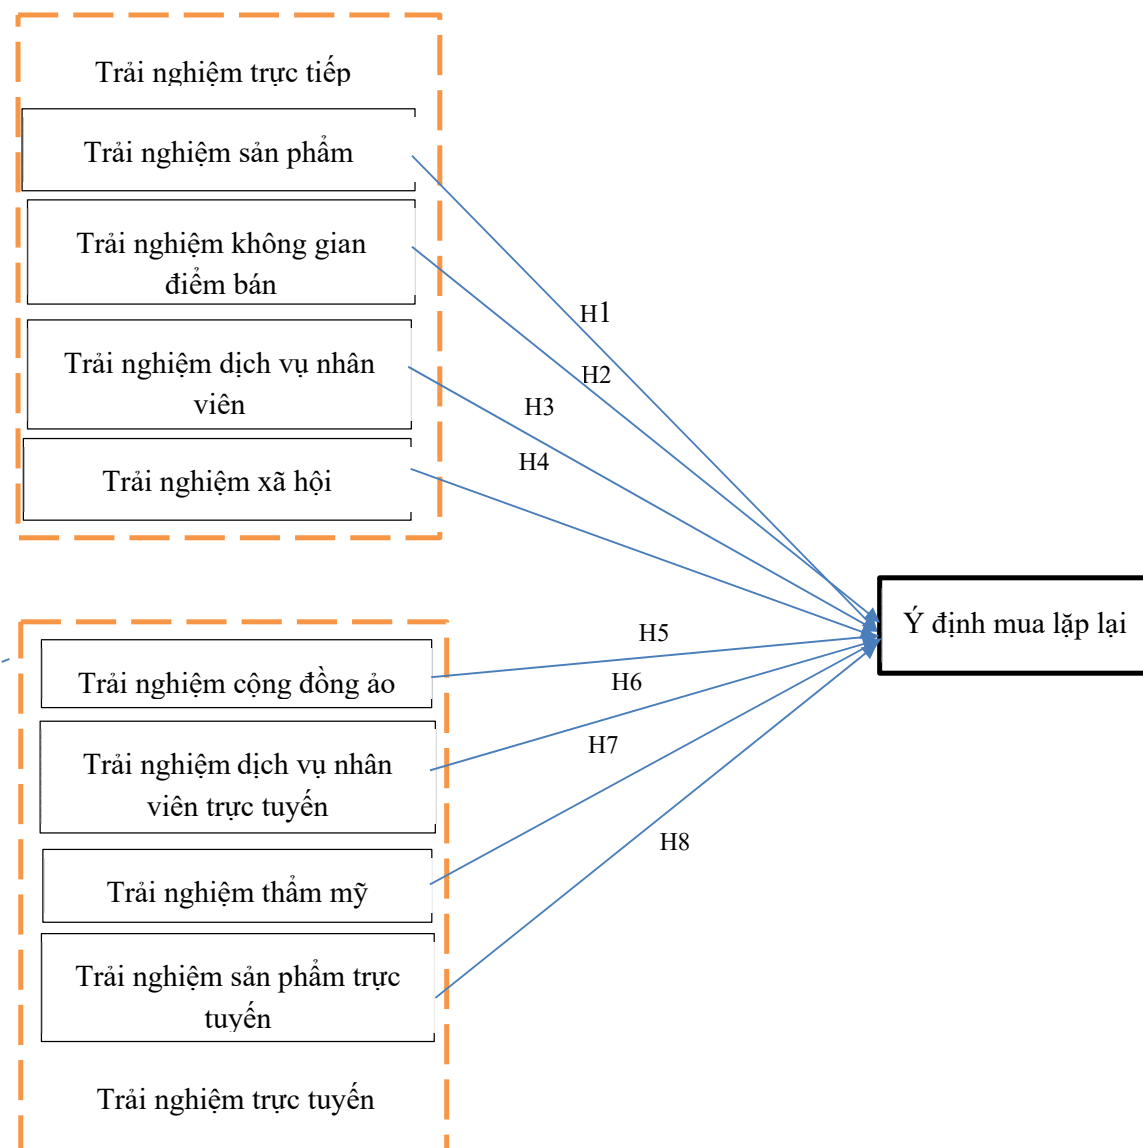 Trải nghiệm trực tiếp
Trải nghiệm sản phẩm
Trải nghiệm không gian
điểm bán
Trải nghiệm dịch vụ nhân
viên
Trải nghiệm xã hội
H1
H2
H3
H4
Ý định mua lặp lại
H5
H6
H7
H8
Trải nghiệm cộng đồng ảo
Trải nghiệm dịch vụ nhân
viên trực tuyến
Trải nghiệm thẩm mỹ
Trải nghiệm sản phẩm trực
tuyến
Trải nghiệm trực tuyến